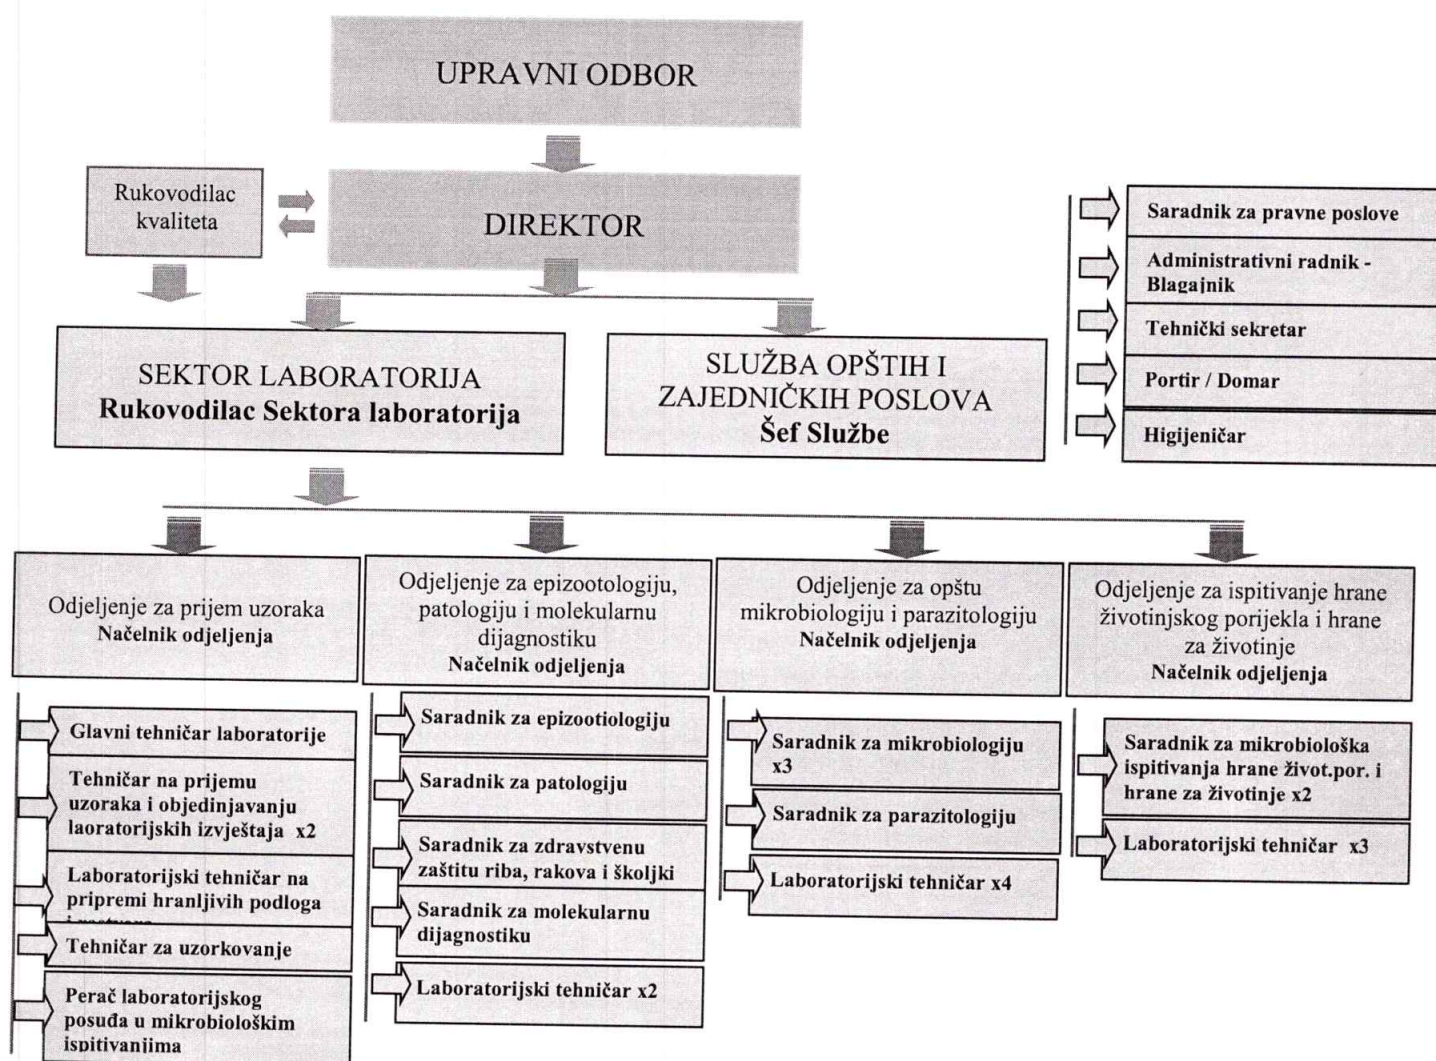 UPRAVNI ODBOR
Rukovodilac
kvaliteta
DIREKTOR
Saradnik za pravne poslove
Administrativni radnik -
Blagajnik
Tehnički sekretar
Portir / Domar
Higijeničar
SEKTOR LABORATORIJA
Rukovodilac Sektora laboratorija
SLUŽBA OPŠTIH I
ZAJEDNIČKIH POSLOVA
Šef Službe
Odjeljenje za prijem uzoraka
Načelnik odjeljenja
Odjeljenje za epizootologiju,
patologiju i molekularnu
dijagnostiku
Načelnik odjeljenja
Odjeljenje za opštu
mikrobiologiju i parazitologiju
Načelnik odjeljenja
Odjeljenje za ispitivanje hrane
životinjskog porijekla i hrane
za životinje
Načelnik odjeljenja
Glavni tehničar laboratorije
Tehničar na prijemu
uzoraka i objedinjavanju
laoratorijskih izvještaja x2
Laboratorijski tehničar na
pripremi hranljivih podloga
Tehničar za uzorkovanje
Perač laboratorijskog
posuđa u mikrobiološkim
ispitivanjima
Saradnik za epizootiologiju
Saradnik za patologiju
Saradnik za zdravstvenu
zaštitu riba, rakova i školjki
Saradnik za molekularnu
dijagnostiku
Laboratorijski tehničar x2
Saradnik za mikrobiologiju
x3
Saradnik za parazitologiju
Laboratorijski tehničar x4
Saradnik za mikrobiološka
ispitivanja hrane život.por. i
hrane za životinje x2
Laboratorijski tehničar x3